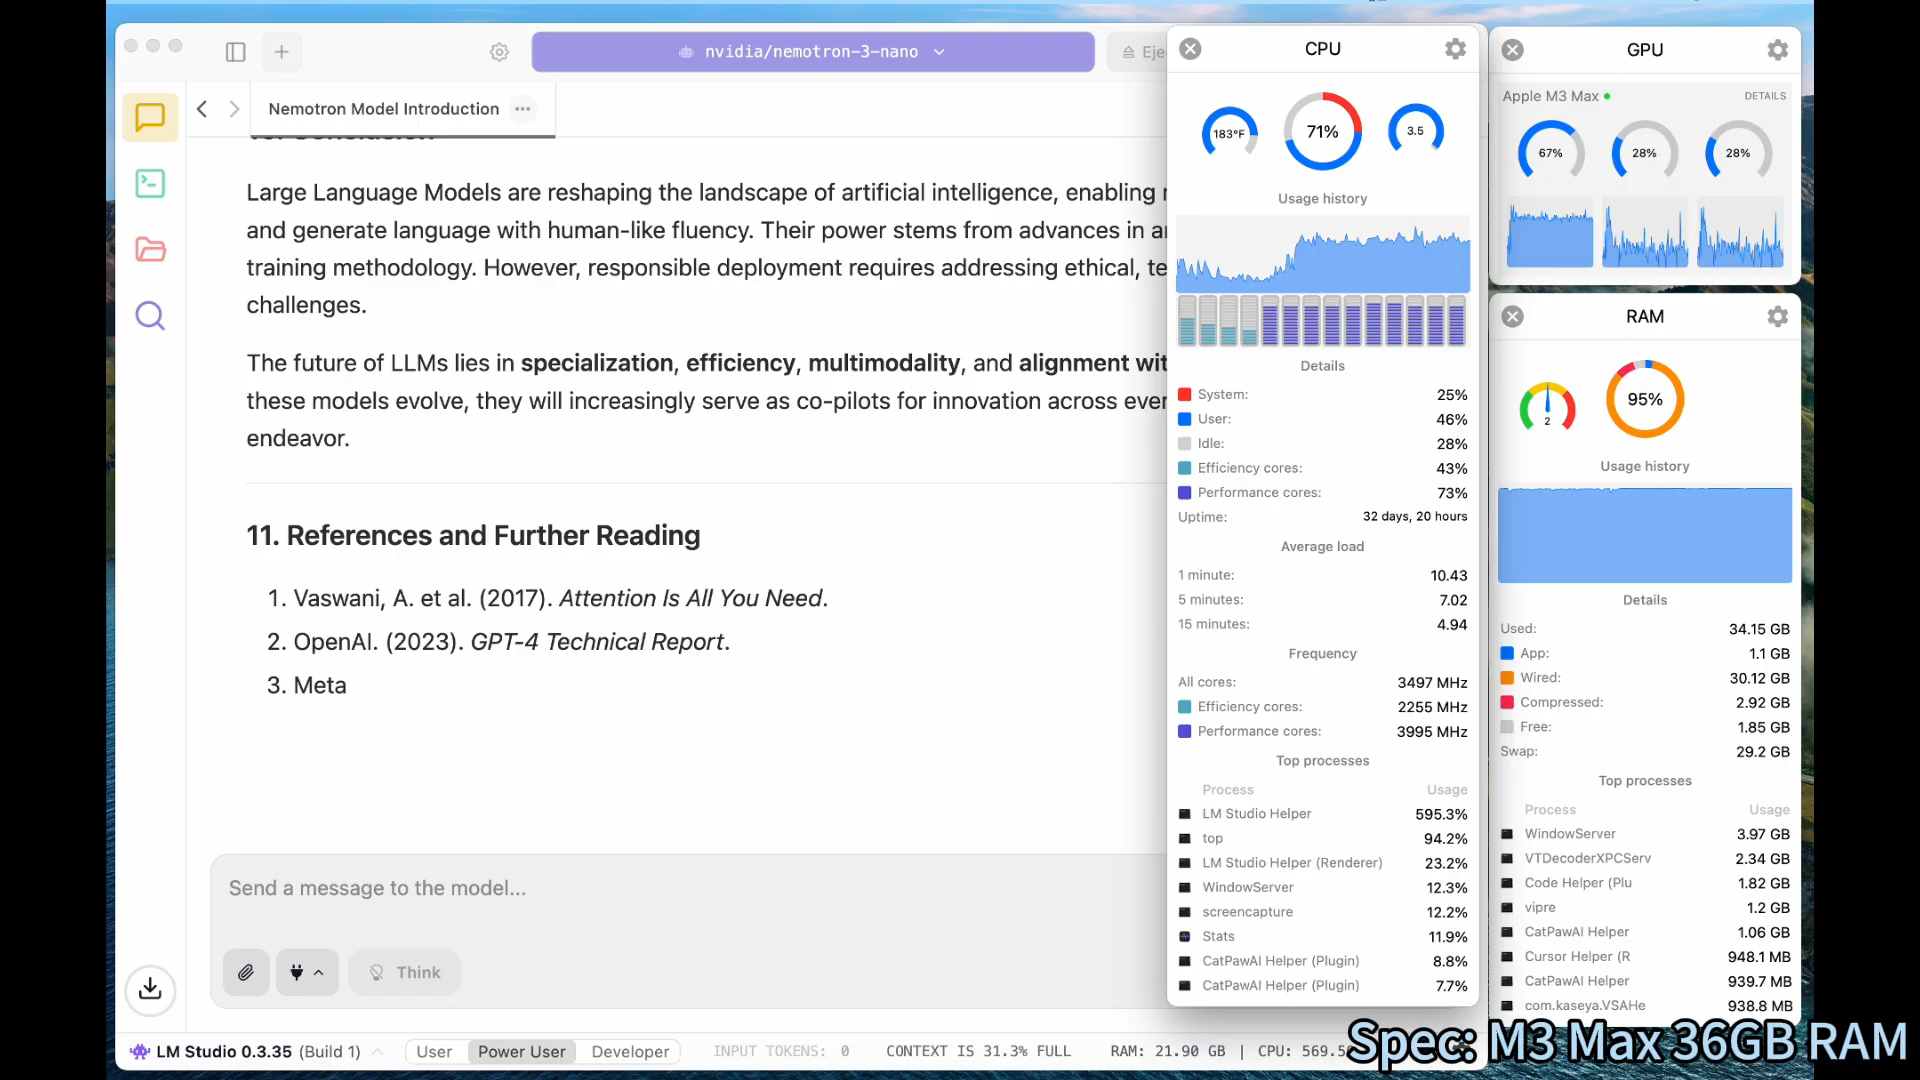 nvidia/nemotron-3-nano
Eje
Nemotron Model Introduction
Large Language Models are reshaping the landscape of artificial intelligence, enabling
and generate language with human-like fluency. Their power stems from advances in
training methodology. However, responsible deployment requires addressing ethical,
challenges.
The future of LLMs lies in specialization, efficiency, multimodality, and alignment
these models evolve, they will increasingly serve as co-pilots for innovation across
endeavor.
11. References and Further Reading
1. Vaswani, A. et al. (2017). Attention Is All You Need.
2. OpenAI. (2023). GPT-4 Technical Report.
3. Meta
Send a message to the model...
Think
LM Studio 0.3.35 (Build 1)
User
Power User
Developer
INPUT TOKENS: 0
CONTEXT IS 31.3% FULL
RAM: 21.90 GB | CPU: 569.5
CPU
183°F
71%
3.5
Usage history
Details
System: 25%
User: 46%
Idle: 28%
Efficiency cores: 43%
Performance cores: 73%
Uptime: 32 days, 20 hours
Average load
1 minute: 10.43
5 minutes: 7.02
15 minutes: 4.94
Frequency
All cores: 3497 MHz
Efficiency cores: 2255 MHz
Performance cores: 3995 MHz
Top processes
Process Usage
LM Studio Helper 595.3%
top 94.2%
LM Studio Helper (Renderer) 23.2%
WindowServer 12.3%
screencapture 12.2%
Stats 11.9%
CatPawAI Helper (Plugin) 8.8%
CatPawAI Helper (Plugin) 7.7%
GPU
Apple M3 Max DETAILS
67%
28%
28%
RAM
2
95%
Usage history
Details
Used: 34.15 GB
App: 1.1 GB
Wired: 30.12 GB
Compressed: 2.92 GB
Free: 1.85 GB
Swap: 29.2 GB
Top processes
Process Usage
WindowServer 3.97 GB
VTDecoderXPCServ 2.34 GB
Code Helper (Plu 1.82 GB
vipre 1.2 GB
CatPawAI Helper 1.06 GB
Cursor Helper (R 948.1 MB
CatPawAI Helper 939.7 MB
com.kaseya.VSAHe 938.8 MB
Spec: M3 Max 36GB RAM